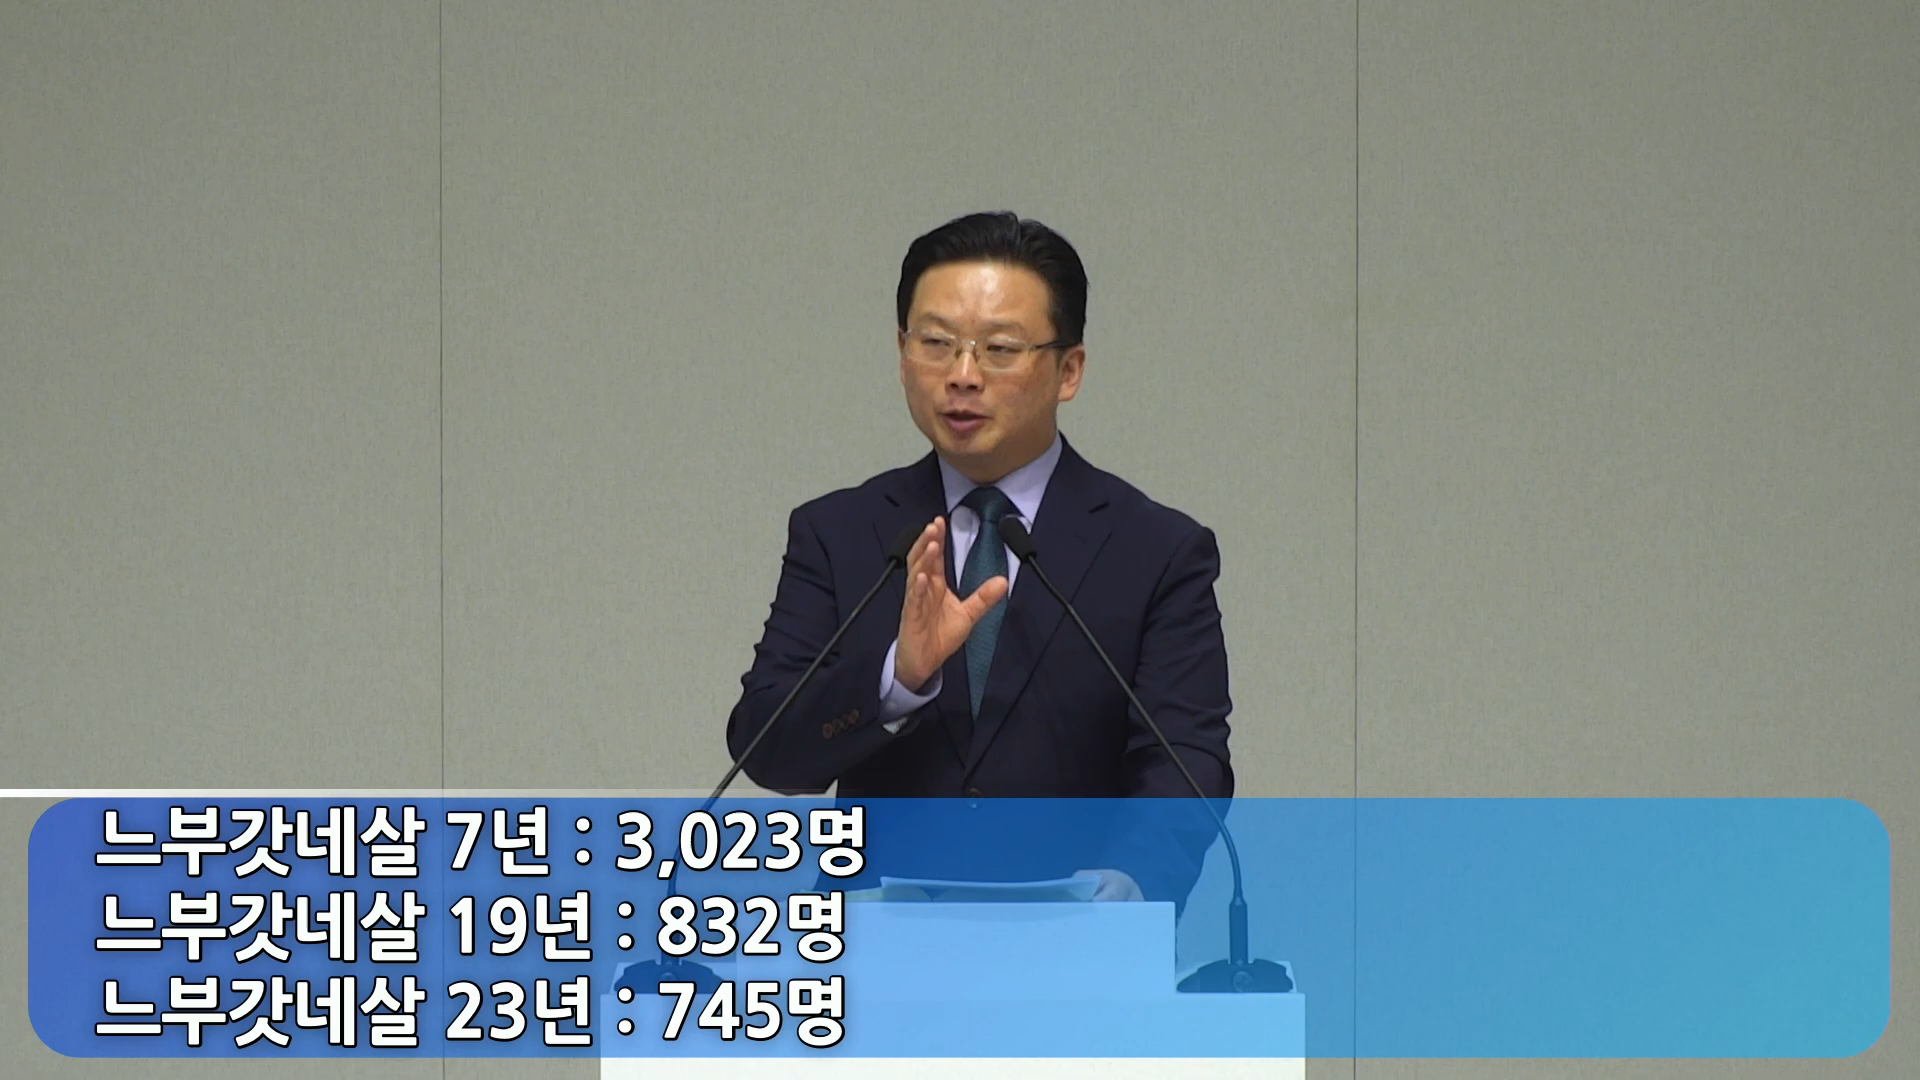 느부갓네살 7년 : 3,023명
느부갓네살 19년 : 832명
느부갓네살 23년 : 745명